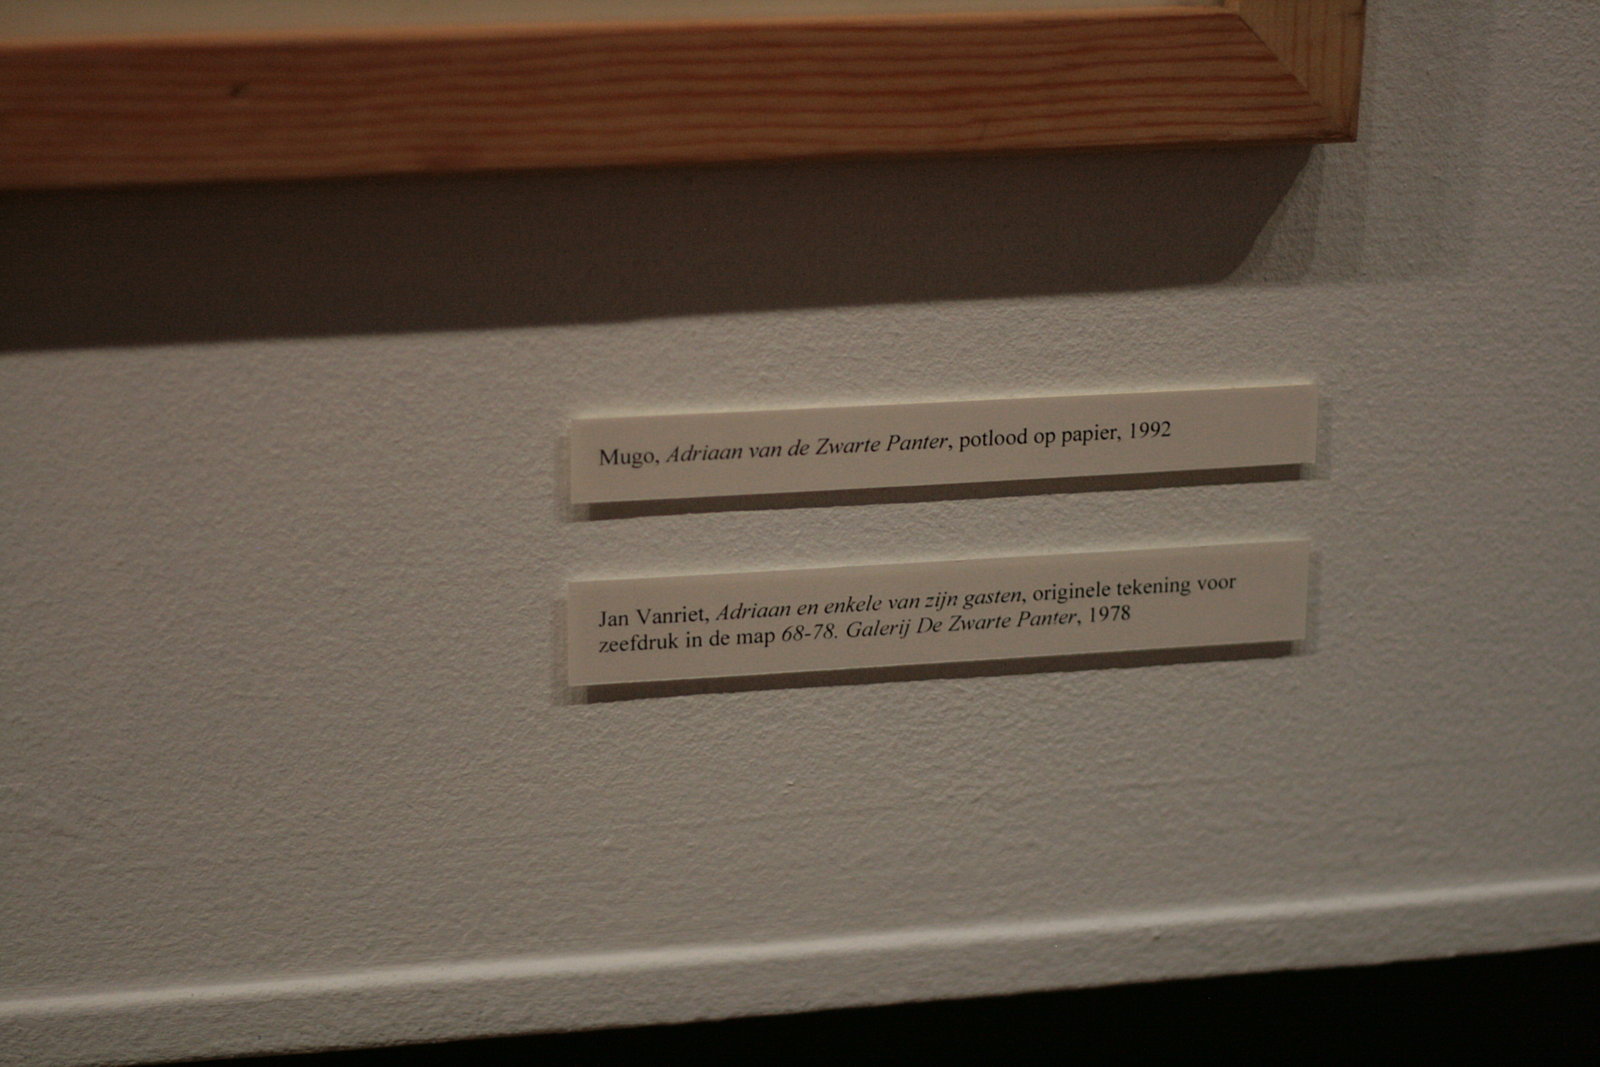 Mugo, Adriaan van de Zwarte Panter, potlood op papier, 1992
Jan Vanriet, Adriaan en enkele van zijn gasten, originele tekening voor
zeefdruk in de map 68-78. Galerij De Zwarte Panter, 1978